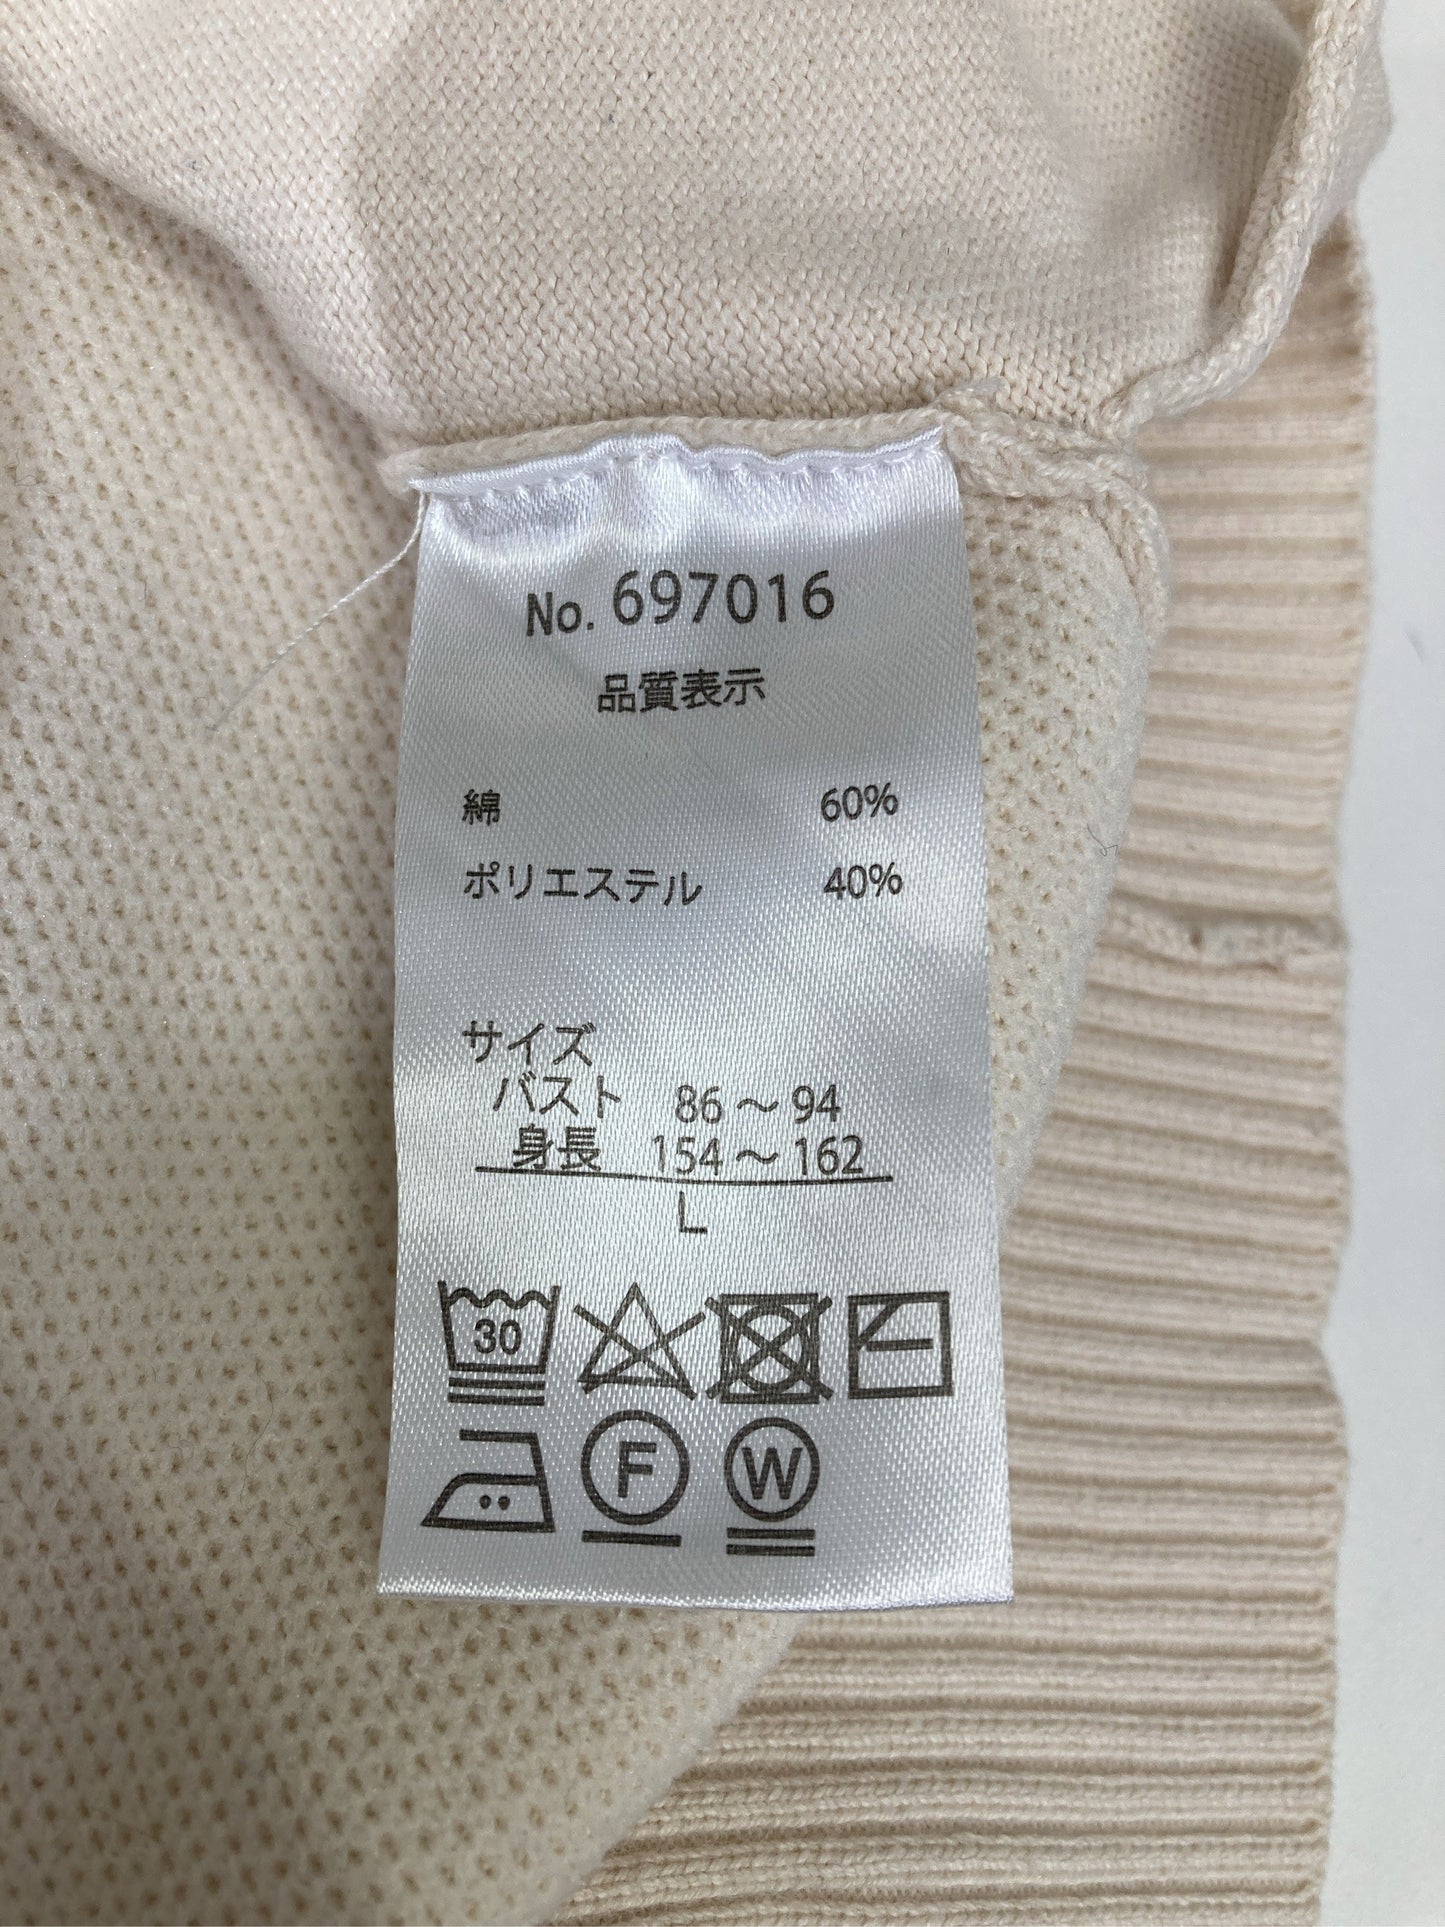 No. 697016
品質表示
綿 60%
ポリエステル 40%
サイズ
バスト 86～94
身長 154～162
L
30
F
W